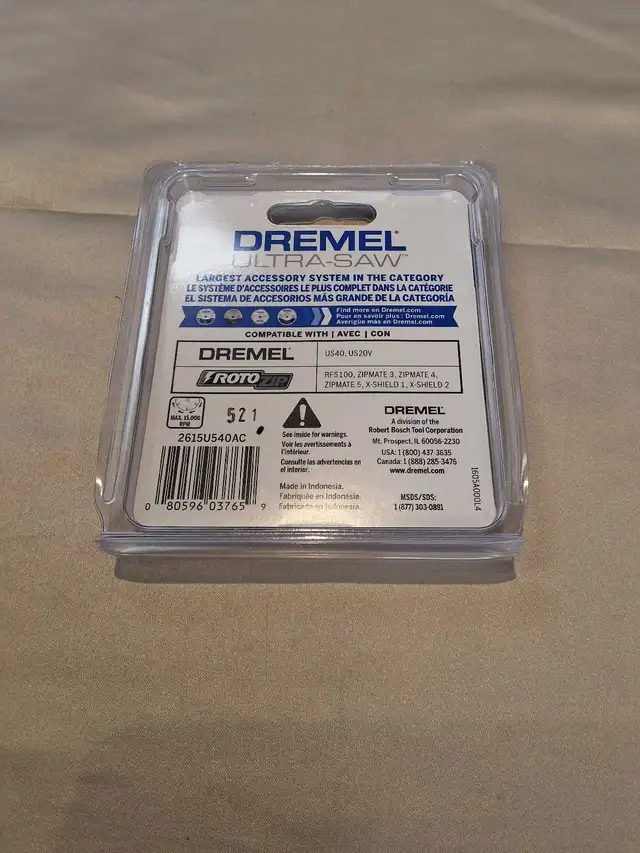 DREMEL
ULTRA-SAW™
LARGEST ACCESSORY SYSTEM IN THE CATEGORY
LE SYSTÈME D'ACCESSOIRES LE PLUS COMPLET DANS LA CATÉGORIE
EL SISTEMA DE ACCESORIOS MÁS GRANDE DE LA CATEGORÍA
Find more on Dremel.com
Pour en savoir plus : Dremel.com
Averigüe más en Dremel.com
COMPATIBLE WITH | AVEC | CON
DREMEL
US40, US20V
ROTOZIP
RFS100, ZIPMATE 3, ZIPMATE 4,
ZIPMATE 5, X-SHIELD 1, X-SHIELD 2
MAX. 15,000
RPM
521
2615U540AC
0 80596 03765 9
See inside for warnings.
Voir les avertissements à
l'intérieur.
Consulte las advertencias en
el interior.
Made in Indonesia.
Fabriquée en Indonésie.
Fabricado en Indonesia.
DREMEL
A division of the
Robert Bosch Tool Corporation
Mt. Prospect, IL 60056-2230
USA: 1 (800) 437-3635
Canada: 1 (888) 285-3476
www.dremel.com
MSDS/SDS:
1 (877) 303-0891
1605A000L4